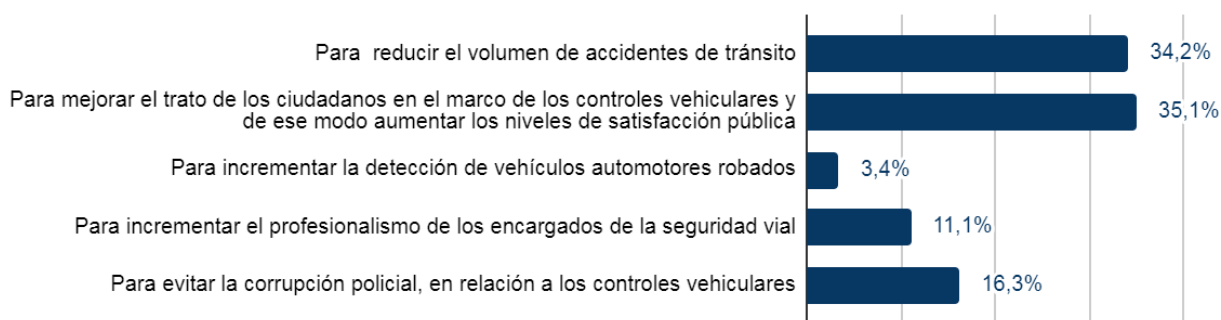 Para reducir el volumen de accidentes de tránsito
34,2%
Para mejorar el trato de los ciudadanos en el marco de los controles vehiculares y
de ese modo aumentar los niveles de satisfacción pública
35,1%
Para incrementar la detección de vehículos automotores robados
3,4%
Para incrementar el profesionalismo de los encargados de la seguridad vial
11,1%
Para evitar la corrupción policial, en relación a los controles vehiculares
16,3%